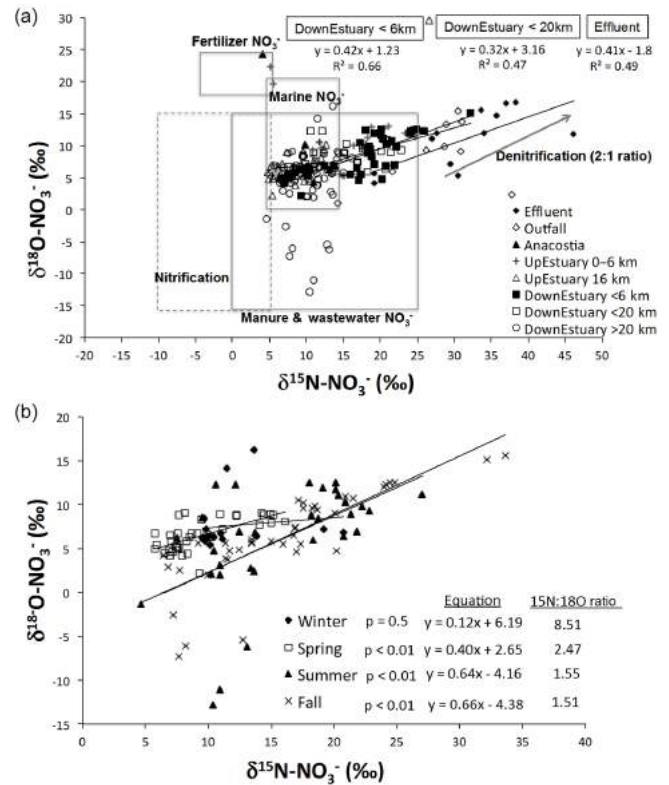 (a)
DownEstuary < 6km
DownEstuary < 20km
Effluent
y = 0.42x + 1.23
y = 0.32x + 3.16
y = 0.41x - 1.8
R² = 0.66
R² = 0.47
R² = 0.49
Fertilizer NO₃⁻
Marine NO₃⁻
Denitrification (2:1 ratio)
Nitrification
Manure & wastewater NO₃⁻
Effluent
Outfall
Anacostia
UpEstuary 0–6 km
UpEstuary 16 km
DownEstuary <6 km
DownEstuary <20 km
DownEstuary >20 km
δ¹⁸O-NO₃⁻ (‰)
30
25
20
15
10
5
0
-5
-10
-15
-20
-20 -15 -10 -5 0 5 10 15 20 25 30 35 40 45 50
δ¹⁵N-NO₃⁻ (‰)
(b)
δ¹⁸⁻O-NO₃⁻ (‰)
20
15
10
5
0
-5
-10
-15
Equation 15N:18O ratio
Winter p = 0.5 y = 0.12x + 6.19 8.51
Spring p < 0.01 y = 0.40x + 2.65 2.47
Summer p < 0.01 y = 0.64x - 4.16 1.55
Fall p < 0.01 y = 0.66x - 4.38 1.51
0 5 10 15 20 25 30 35 40
δ¹⁵N-NO₃⁻ (‰)